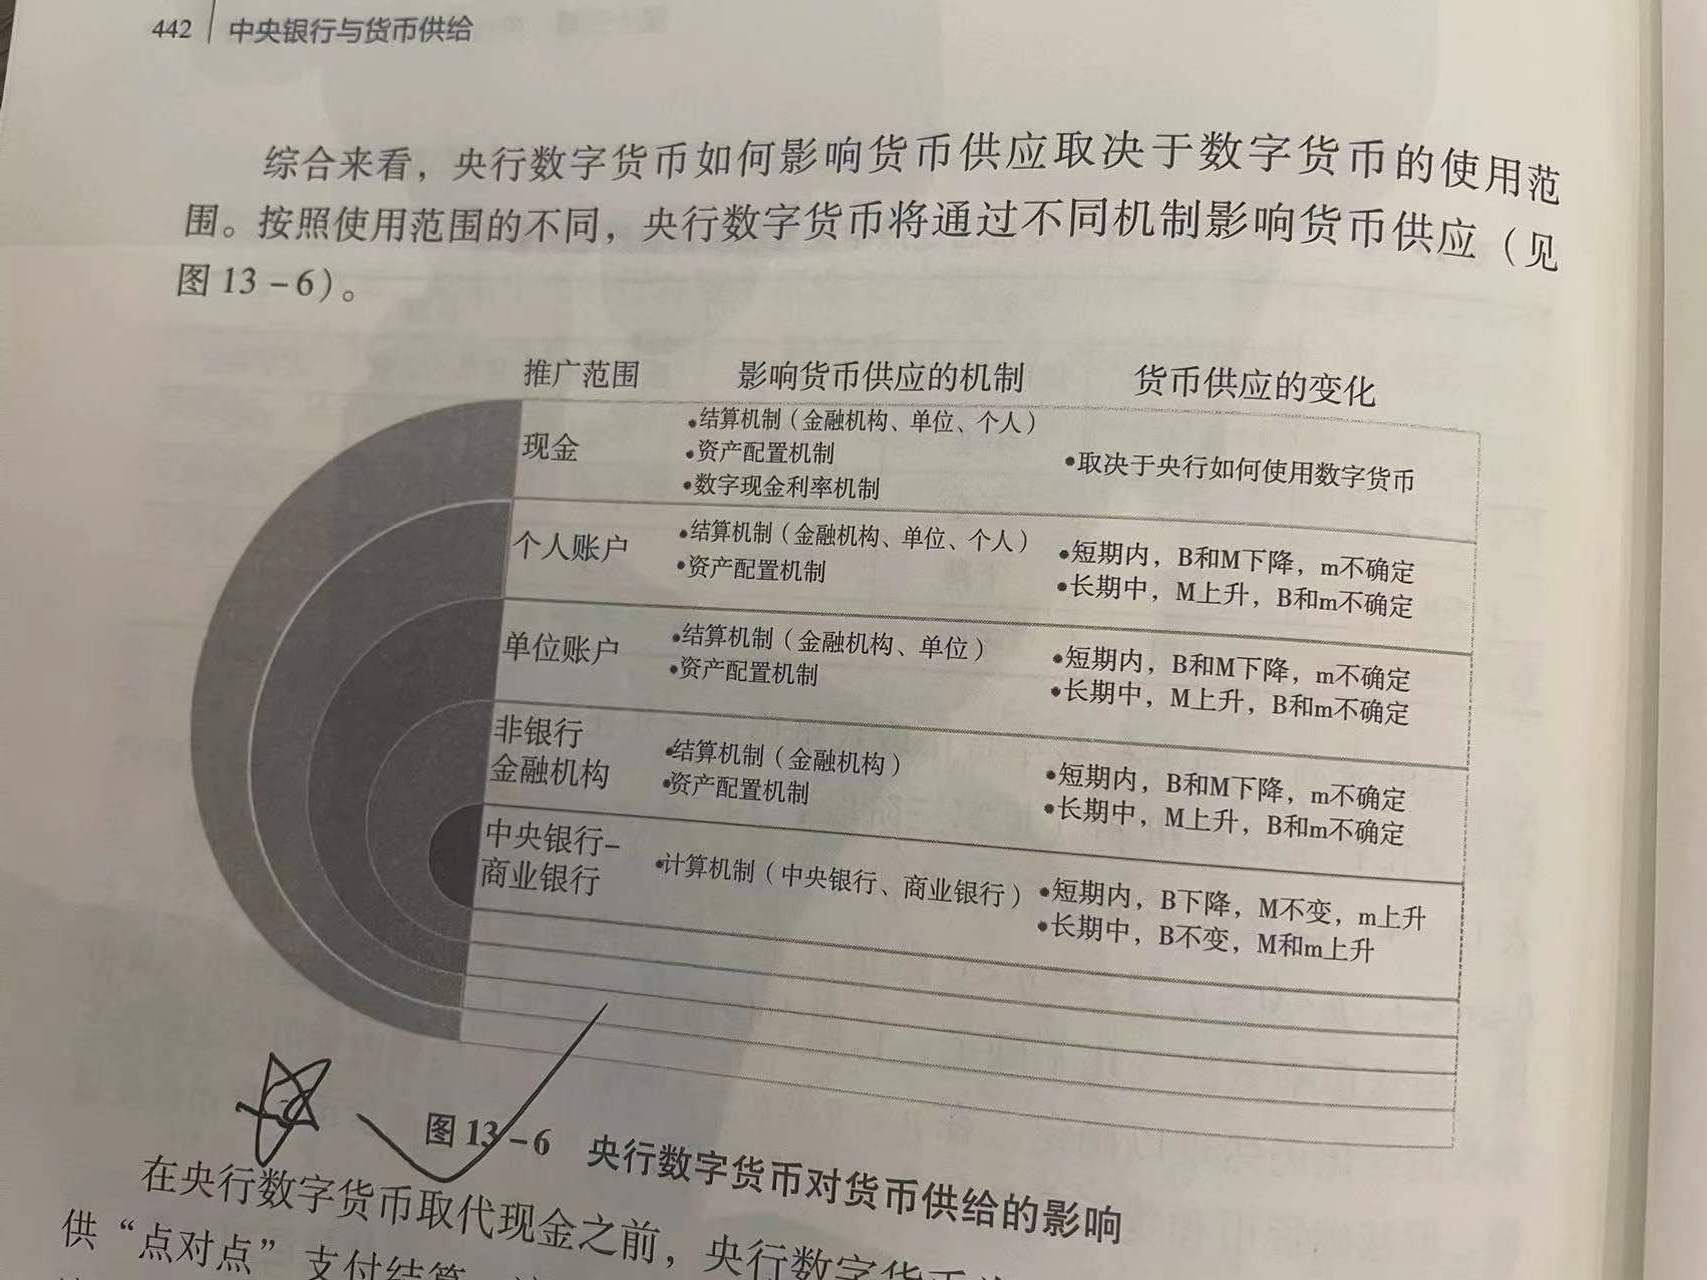 442 中央银行与货币供给
综合来看，央行数字货币如何影响货币供应取决于数字货币的使用范
围。按照使用范围的不同，央行数字货币将通过不同机制影响货币供应（见
图 13－6）。
推广范围 影响货币供应的机制 货币供应的变化
现金
•结算机制（金融机构、单位、个人）
•资产配置机制
•数字现金利率机制
•取决于央行如何使用数字货币
个人账户
•结算机制（金融机构、单位、个人）
•资产配置机制
•短期内，B和M下降，m不确定
•长期中，M上升，B和m不确定
单位账户
•结算机制（金融机构、单位）
•资产配置机制
•短期内，B和M下降，m不确定
•长期中，M上升，B和m不确定
非银行
金融机构
•结算机制（金融机构）
•资产配置机制
•短期内，B和M下降，m不确定
•长期中，M上升，B和m不确定
中央银行-
商业银行
•计算机制（中央银行、商业银行）
•短期内，B下降，M不变，m上升
•长期中，B不变，M和m上升
图 13－6 央行数字货币对货币供给的影响
在央行数字货币取代现金之前，央行数字货币
供“点对点”支付结算